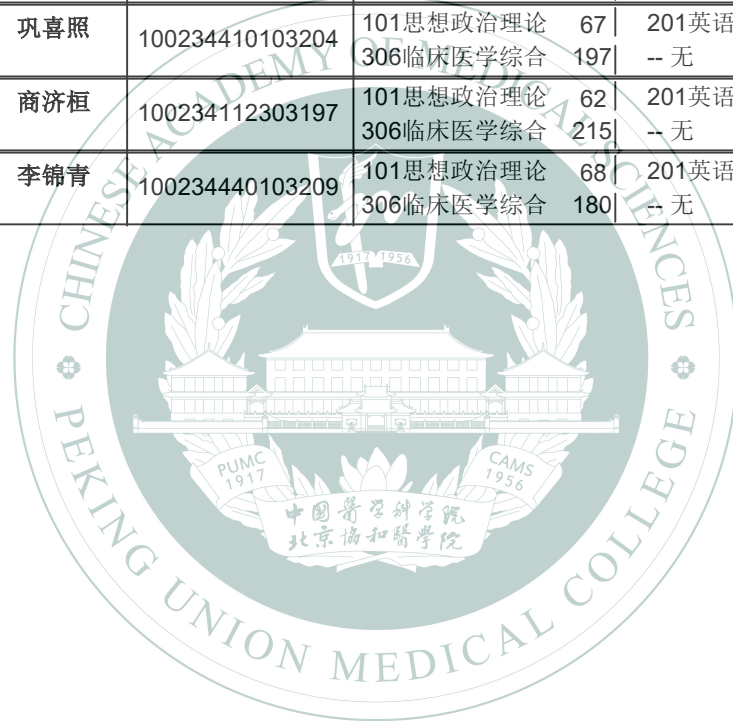 巩喜照 100234410103204 101思想政治理论 67 201英语
306临床医学综合 197 -- 无
商济桓 100234112303197 101思想政治理论 62 201英语
306临床医学综合 215 -- 无
李锦青 100234440103209 101思想政治理论 68 201英语
306临床医学综合 180 -- 无
CHINESE ACADEMY OF MEDICAL SCIENCES
1917 1956
PUMC
1917
CAMS
1956
中国医学科学院
北京協和醫學院
PEKING UNION MEDICAL COLLEGE